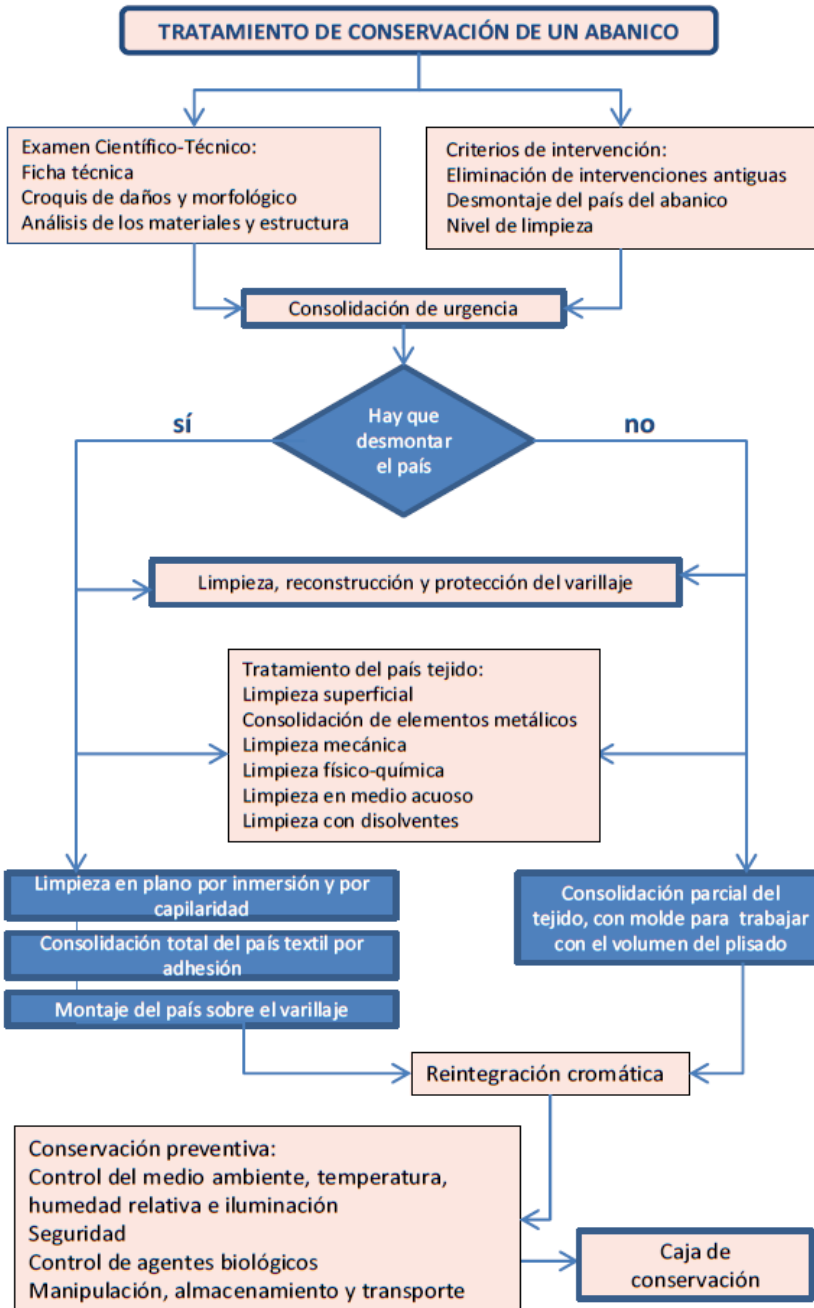 TRATAMIENTO DE CONSERVACIÓN DE UN ABANICO
Examen Científico-Técnico:
Ficha técnica
Croquis de daños y morfológico
Análisis de los materiales y estructura
Criterios de intervención:
Eliminación de intervenciones antiguas
Desmontaje del país del abanico
Nivel de limpieza
Consolidación de urgencia
sí
Hay que
desmontar
el país
no
Limpieza, reconstrucción y protección del varillaje
Tratamiento del país tejido:
Limpieza superficial
Consolidación de elementos metálicos
Limpieza mecánica
Limpieza físico-química
Limpieza en medio acuoso
Limpieza con disolventes
Limpieza en plano por inmersión y por
capilaridad
Consolidación total del país textil por
adhesión
Montaje del país sobre el varillaje
Consolidación parcial del
tejido, con molde para trabajar
con el volumen del plisado
Reintegración cromática
Conservación preventiva:
Control del medio ambiente, temperatura,
humedad relativa e iluminación
Seguridad
Control de agentes biológicos
Manipulación, almacenamiento y transporte
Caja de
conservación